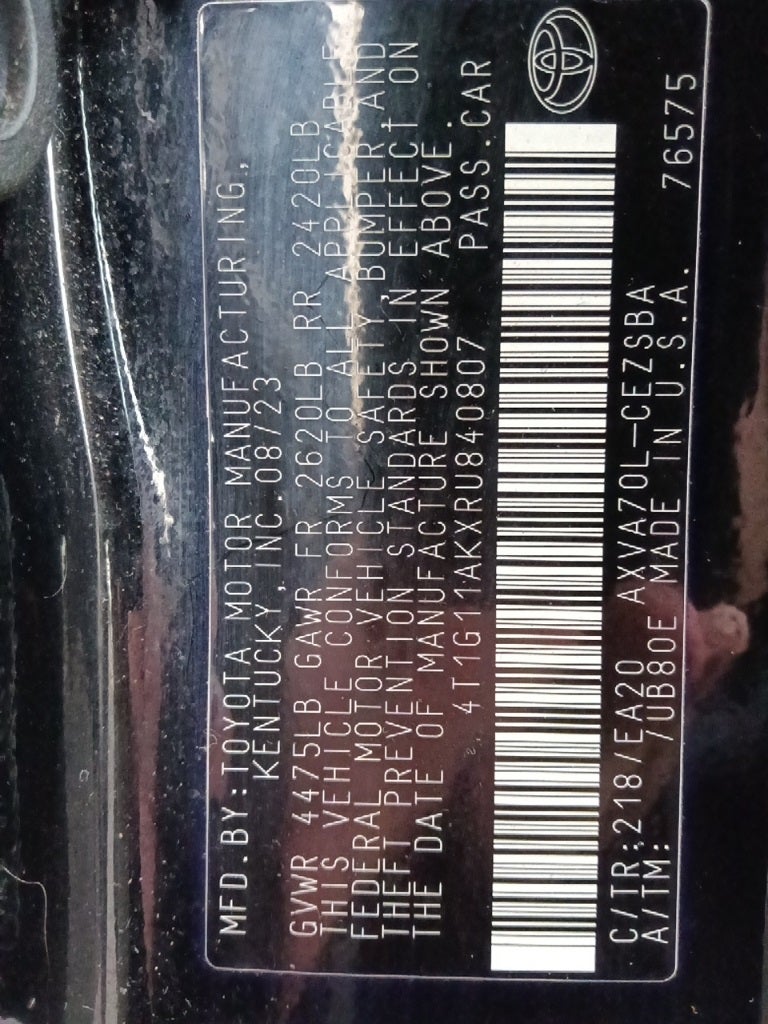 MFD.BY:TOYOTA MOTOR MANUFACTURING,
KENTUCKY,INC.08/23
GVWR 4475LB GAWR FR 2620LB RR 2420LB
THIS VEHICLE CONFORMS TO ALL APPLICABLE
FEDERAL MOTOR VEHICLE SAFETY,BUMPER,AND
THEFT PREVENTION STANDARDS IN EFFECT ON
THE DATE OF MANUFACTURE SHOWN ABOVE.
4T1G11AKXRU840807 PASS.CAR
C/TR:218/EA20 AXVA70L-CEZSBA 76575
A/TM: /UB80E MADE IN U.S.A.